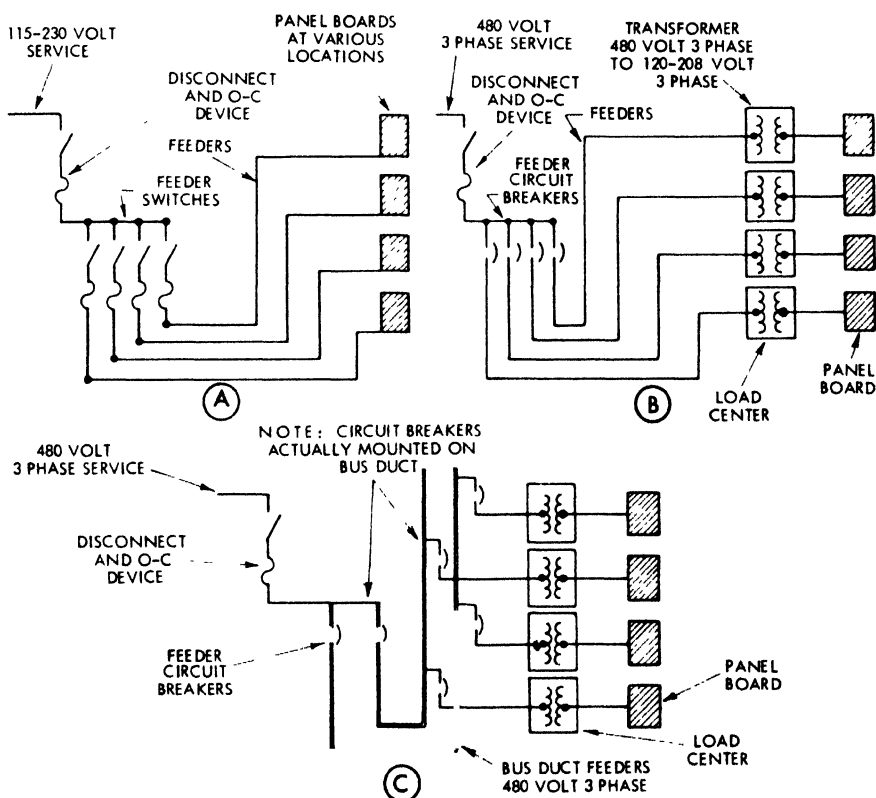 115-230 VOLT
SERVICE
DISCONNECT
AND O-C
DEVICE
PANEL BOARDS
AT VARIOUS
LOCATIONS
FEEDERS
FEEDER
SWITCHES
A
480 VOLT
3 PHASE SERVICE
DISCONNECT
AND O-C
DEVICE
FEEDERS
FEEDER
CIRCUIT
BREAKERS
TRANSFORMER
480 VOLT 3 PHASE
TO 120-208 VOLT
3 PHASE
LOAD
CENTER
PANEL
BOARD
B
NOTE: CIRCUIT BREAKERS
ACTUALLY MOUNTED ON
BUS DUCT
480 VOLT
3 PHASE SERVICE
DISCONNECT
AND O-C
DEVICE
FEEDER
CIRCUIT
BREAKERS
PANEL
BOARD
LOAD
CENTER
BUS DUCT FEEDERS
480 VOLT 3 PHASE
C